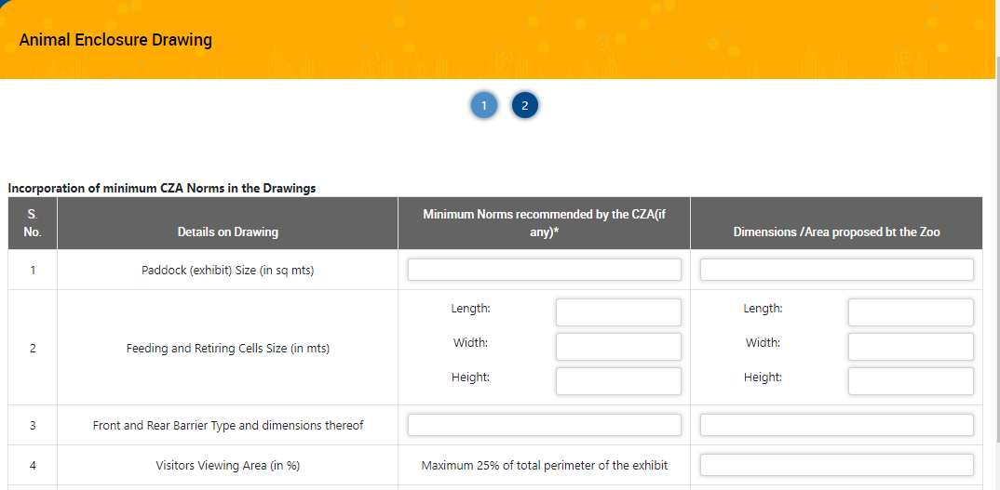 Animal Enclosure Drawing
1 2
Incorporation of minimum CZA Norms in the Drawings
S.
No.
Details on Drawing
Minimum Norms recommended by the CZA(if
any)*
Dimensions /Area proposed bt the Zoo
1
Paddock (exhibit) Size (in sq mts)
2
Feeding and Retiring Cells Size (in mts)
Length:
Width:
Height:
Length:
Width:
Height:
3
Front and Rear Barrier Type and dimensions thereof
4
Visitors Viewing Area (in %)
Maximum 25% of total perimeter of the exhibit